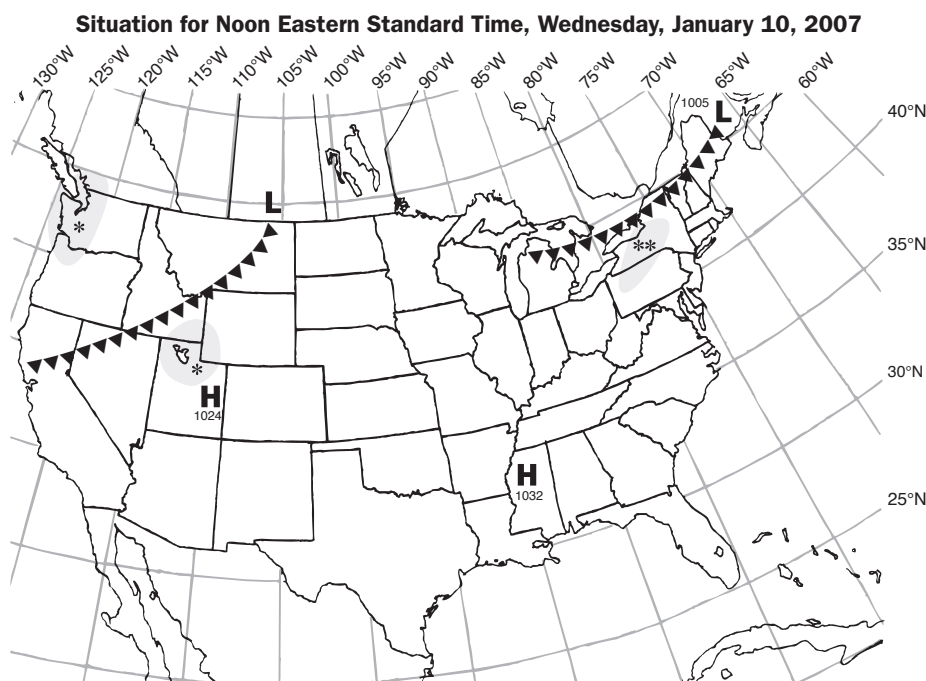 Situation for Noon Eastern Standard Time, Wednesday, January 10, 2007
130°W 125°W 120°W 115°W 110°W 105°W 100°W 95°W 90°W 85°W 80°W 75°W 70°W 65°W 60°W
1005 L
40°N
L
*
**
35°N
*
30°N
H
1024
H
1032
25°N